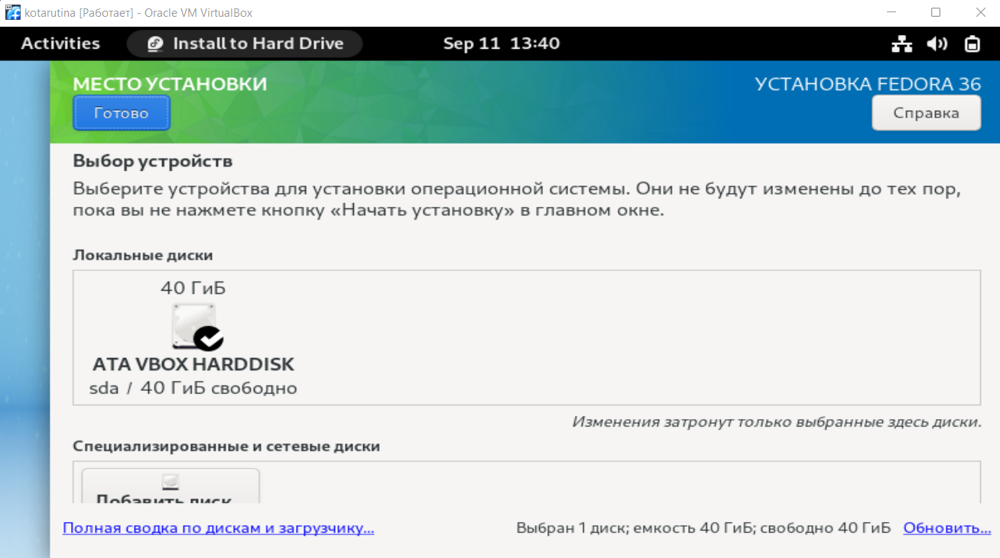 kotarutina [Работает] - Oracle VM VirtualBox
Activities Install to Hard Drive Sep 11 13:40
МЕСТО УСТАНОВКИ УСТАНОВКА FEDORA 36
Готово Справка
Выбор устройств
Выберите устройства для установки операционной системы. Они не будут изменены до тех пор,
пока вы не нажмете кнопку «Начать установку» в главном окне.
Локальные диски
40 ГиБ
ATA VBOX HARDDISK
sda / 40 ГиБ свободно
Изменения затронут только выбранные здесь диски.
Специализированные и сетевые диски
Добавить диск
Полная сводка по дискам и загрузчику... Выбран 1 диск; емкость 40 ГиБ; свободно 40 ГиБ Обновить...